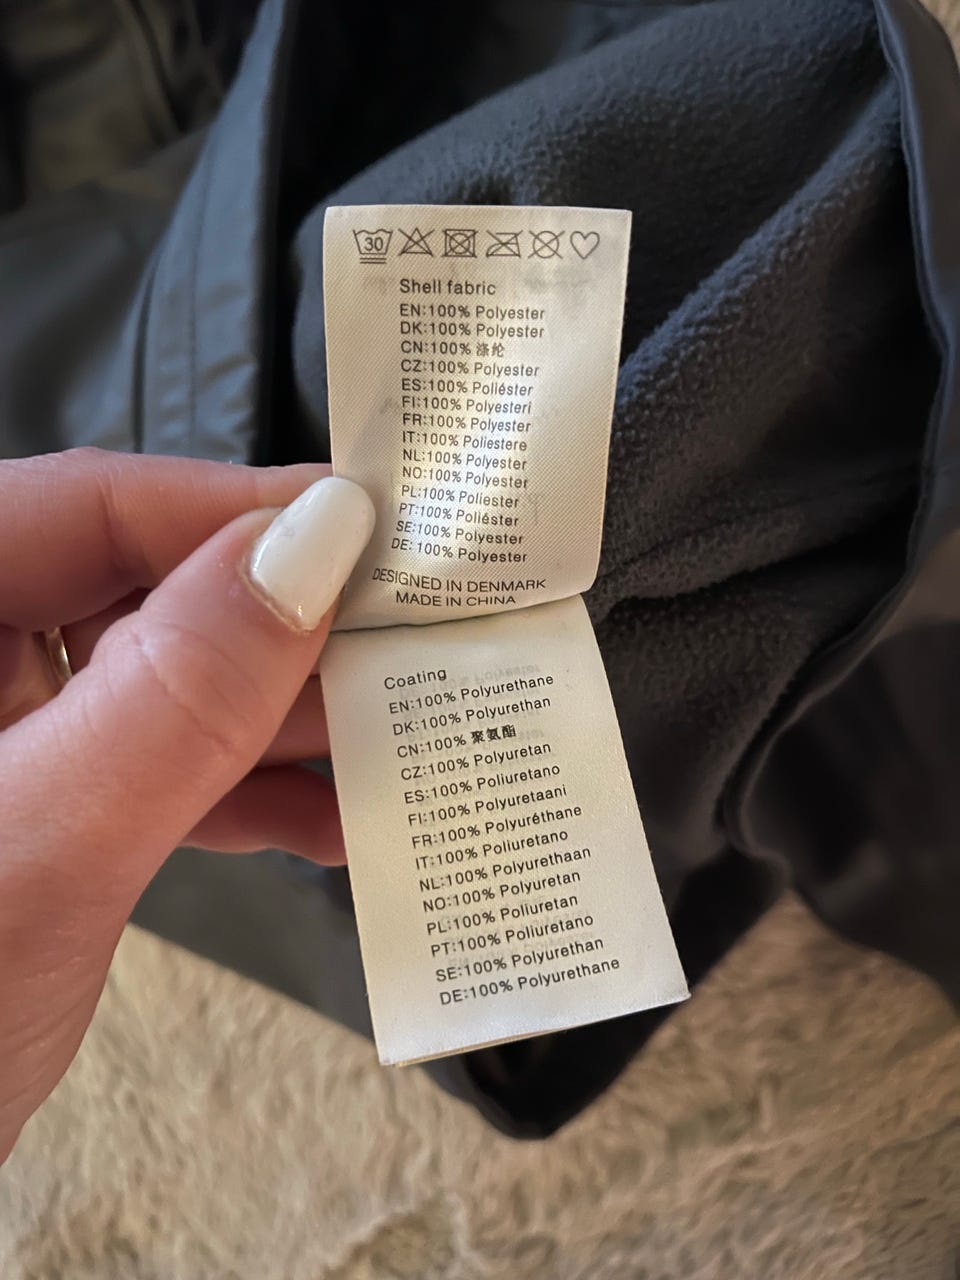 30
Shell fabric
EN:100% Polyester
DK:100% Polyester
CN:100% 涤纶
CZ:100% Polyester
ES:100% Poliéster
FI:100% Polyesteri
FR:100% Polyester
IT:100% Poliestere
NL:100% Polyester
NO:100% Polyester
PL:100% Poliester
PT:100% Poliéster
SE:100% Polyester
DE: 100% Polyester
DESIGNED IN DENMARK
MADE IN CHINA
Coating
EN:100% Polyurethane
DK:100% Polyurethan
CN:100% 聚氨酯
CZ:100% Polyuretan
ES:100% Poliuretano
FI:100% Polyuretaani
FR:100% Polyuréthane
IT:100% Poliuretano
NL:100% Polyurethaan
NO:100% Polyuretan
PL:100% Poliuretan
PT:100% Poliuretano
SE:100% Polyurethan
DE:100% Polyurethane